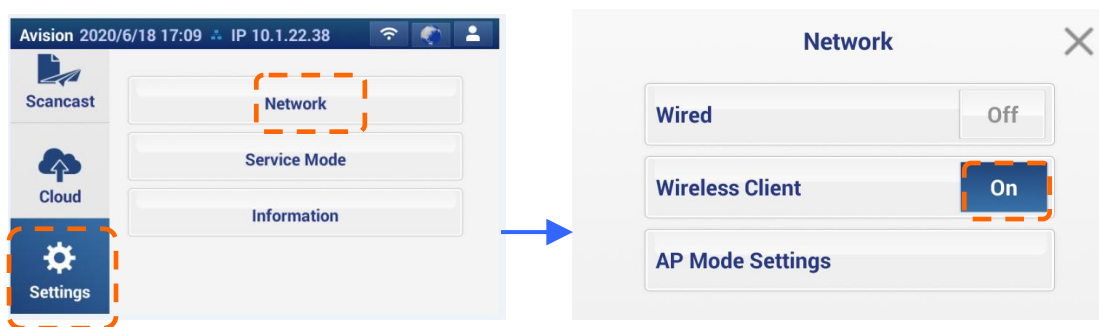 Avision 2020/6/18 17:09 IP 10.1.22.38
Scancast
Cloud
Settings
Network
Service Mode
Information
Network
Wired Off
Wireless Client On
AP Mode Settings